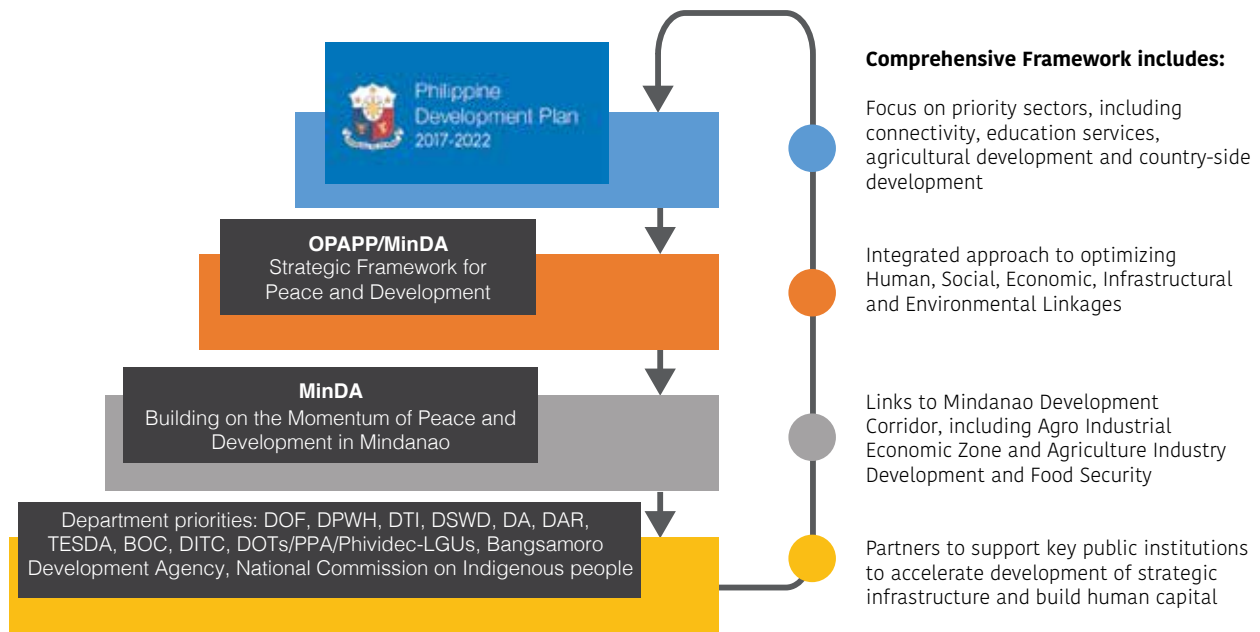 Philippine
Development Plan
2017-2022
OPAPP/MinDA
Strategic Framework for
Peace and Development
MinDA
Building on the Momentum of Peace and
Development in Mindanao
Department priorities: DOF, DPWH, DTI, DSWD, DA, DAR,
TESDA, BOC, DITC, DOTs/PPA/Phividec-LGUs, Bangsamoro
Development Agency, National Commission on Indigenous people
Comprehensive Framework includes:
Focus on priority sectors, including
connectivity, education services,
agricultural development and country-side
development
Integrated approach to optimizing
Human, Social, Economic, Infrastructural
and Environmental Linkages
Links to Mindanao Development
Corridor, including Agro Industrial
Economic Zone and Agriculture Industry
Development and Food Security
Partners to support key public institutions
to accelerate development of strategic
infrastructure and build human capital